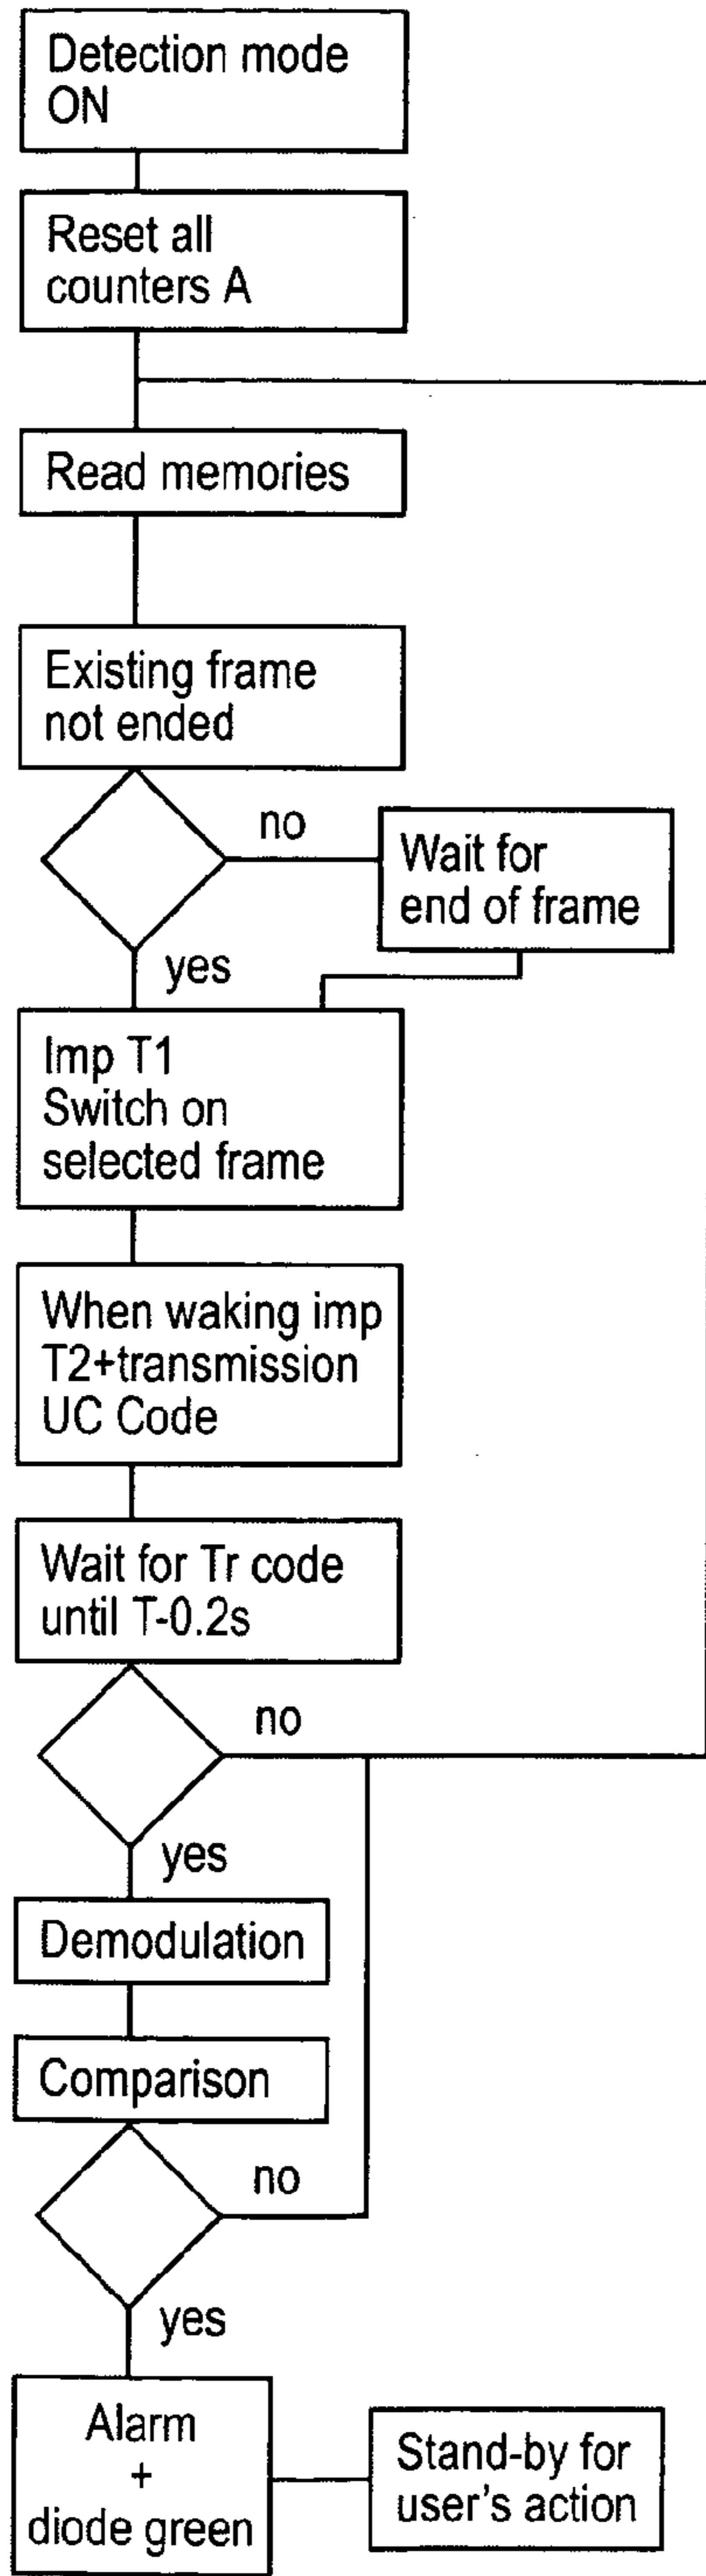 Detection mode
ON
Reset all
counters A
Read memories
Existing frame
not ended
no
Wait for
end of frame
yes
Imp T1
Switch on
selected frame
When waking imp
T2+transmission
UC Code
Wait for Tr code
until T-0.2s
no
yes
Demodulation
Comparison
no
yes
Alarm
+
diode green
Stand-by for
user's action